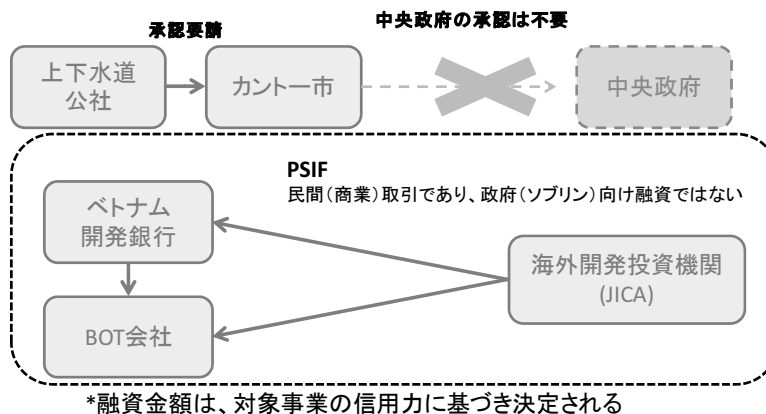 承認要請
中央政府の承認は不要
上下水道
公社
カントー市
中央政府
PSIF
民間(商業)取引であり、政府(ソブリン)向け融資ではない
ベトナム
開発銀行
海外開発投資機関
(JICA)
BOT会社
*融資金額は、対象事業の信用力に基づき決定される